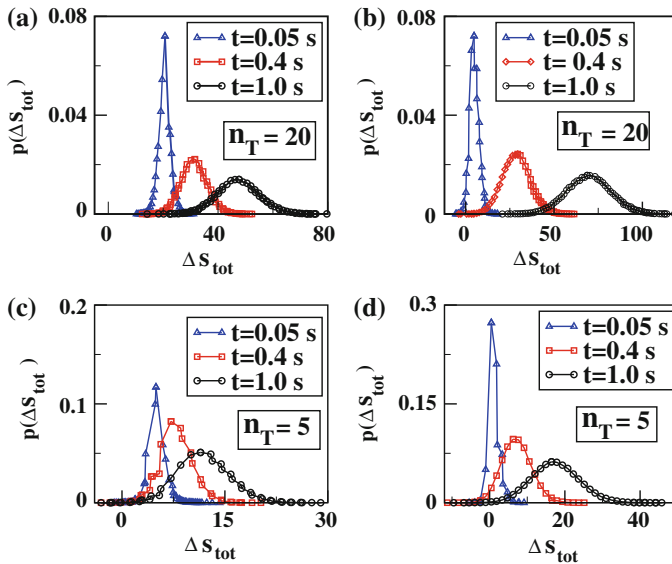 (a)
p(Δs_tot)
0.08
0.04
0
t=0.05 s
t=0.4 s
t=1.0 s
n_T = 20
0 40 80
Δs_tot
(b)
p(Δs_tot)
0.08
0.04
0
t=0.05 s
t= 0.4 s
t=1.0 s
n_T = 20
0 50 100
Δs_tot
(c)
p(Δs_tot)
0.2
0.1
0.0
t=0.05 s
t=0.4 s
t=1.0 s
n_T = 5
0 15 30
Δs_tot
(d)
p(Δs_tot)
0.3
0.15
0
t=0.05 s
t=0.4 s
t=1.0 s
n_T = 5
0 20 40
Δs_tot